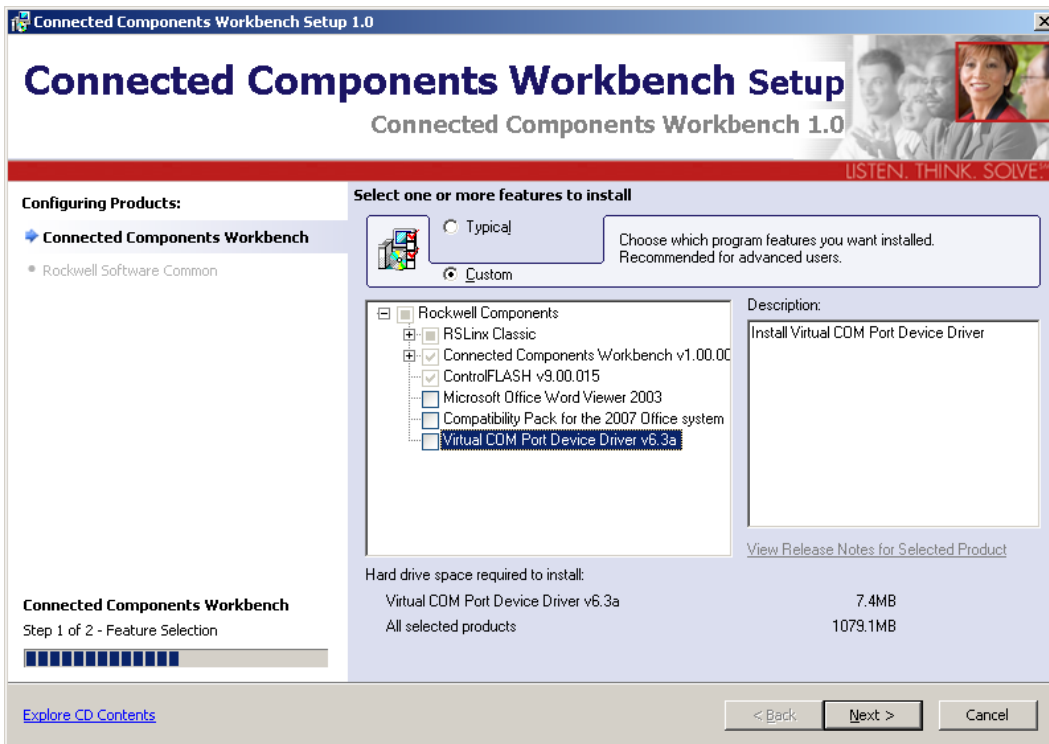 Connected Components Workbench Setup 1.0
Connected Components Workbench Setup
Connected Components Workbench 1.0
LISTEN. THINK. SOLVE.
Configuring Products:
Connected Components Workbench
Rockwell Software Common
Select one or more features to install
Typical
Custom
Choose which program features you want installed.
Recommended for advanced users.
Rockwell Components
RSLinx Classic
Connected Components Workbench v1.00.00
ControlFLASH v9.00.015
Microsoft Office Word Viewer 2003
Compatibility Pack for the 2007 Office system
Virtual COM Port Device Driver v6.3a
Description:
Install Virtual COM Port Device Driver
View Release Notes for Selected Product
Hard drive space required to install:
Virtual COM Port Device Driver v6.3a 7.4MB
All selected products 1079.1MB
Connected Components Workbench
Step 1 of 2 - Feature Selection
Explore CD Contents
< Back Next > Cancel